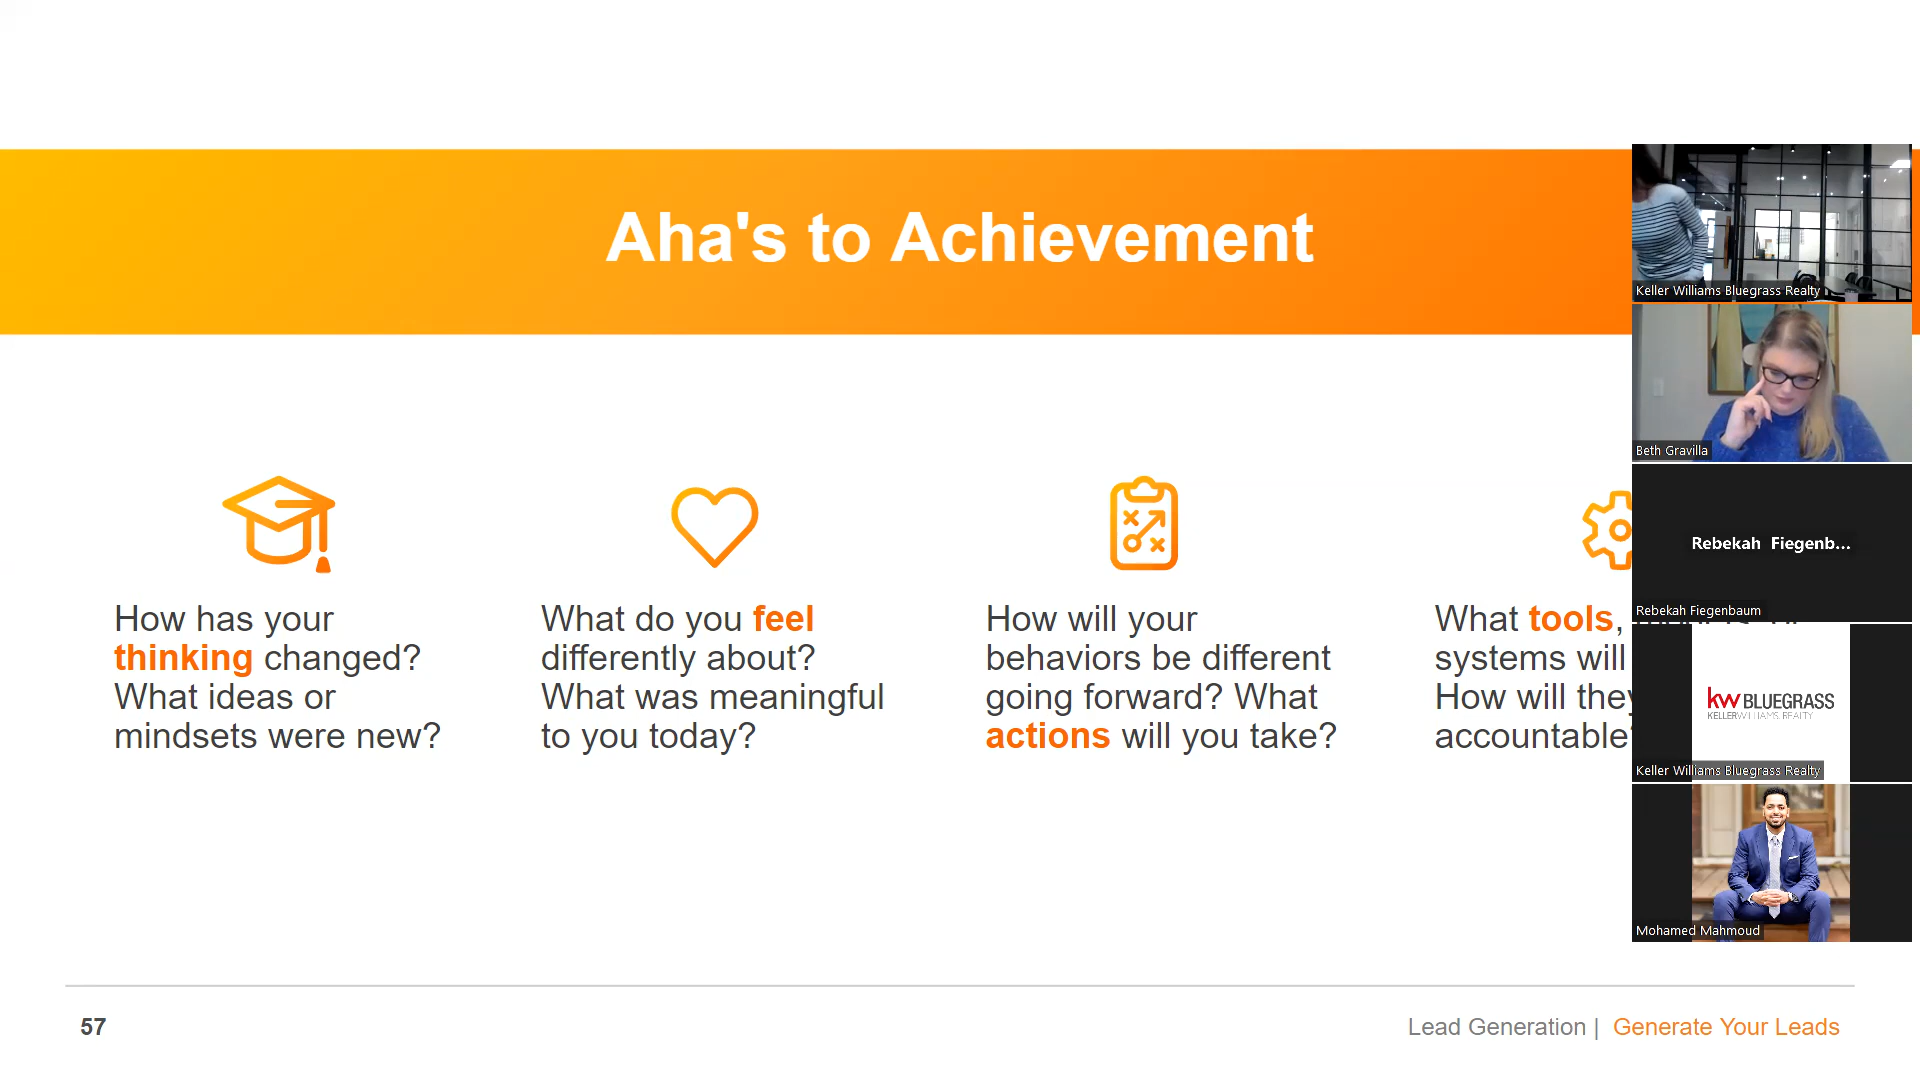 Aha's to Achievement
How has your
thinking changed?
What ideas or
mindsets were new?
What do you feel
differently about?
What was meaningful
to you today?
How will your
behaviors be different
going forward? What
actions will you take?
What tools,
systems will
How will they
accountable?
Keller Williams Bluegrass Realty
Beth Gravilla
Rebekah Fiegenb...
Rebekah Fiegenbaum
kw BLUEGRASS
KELLERWILLIAMS. REALTY
Keller Williams Bluegrass Realty
Mohamed Mahmoud
57
Lead Generation | Generate Your Leads